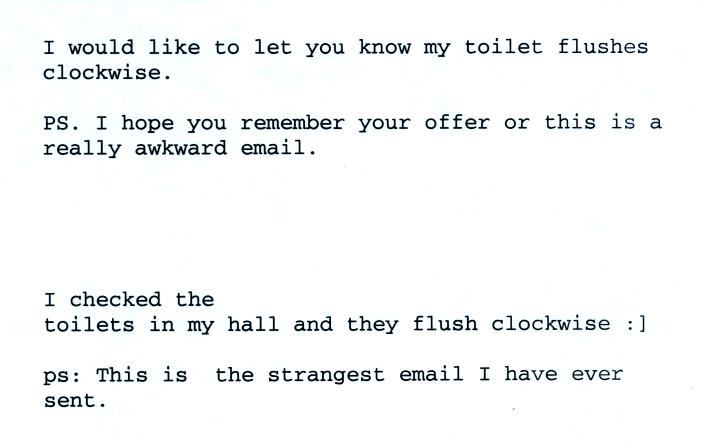 I would like to let you know my toilet flushes
clockwise.
PS. I hope you remember your offer or this is a
really awkward email.
I checked the
toilets in my hall and they flush clockwise :]
ps: This is  the strangest email I have ever
sent.